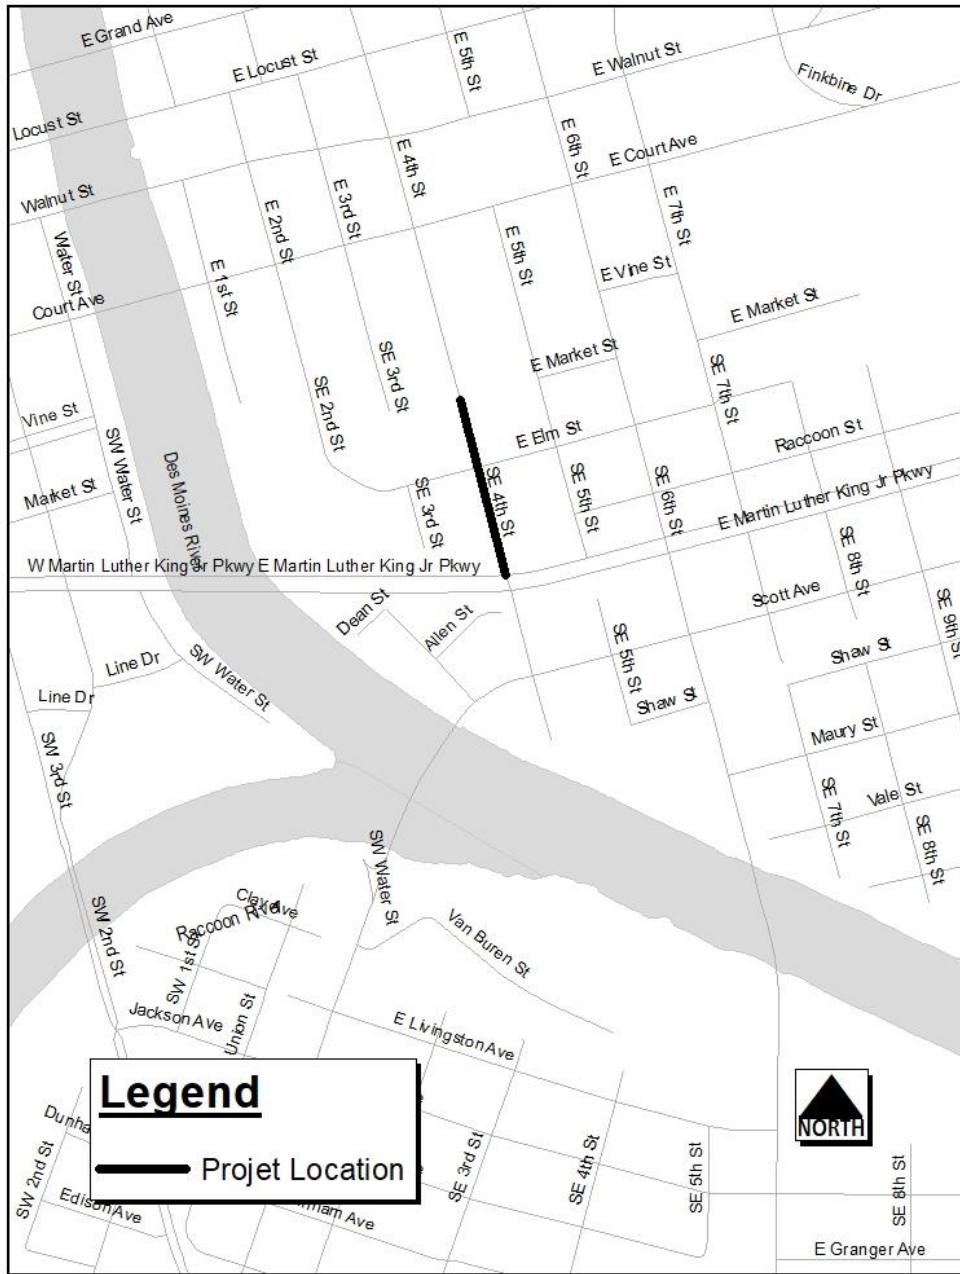 E Grand Ave
E Locust St
E 5th St
E Walnut St
Finkbine Dr
Locust St
E 4th St
E 6th St
E Court Ave
Walnut St
E 3rd St
E 2nd St
E 7th St
Water St
E 1st St
E 5th St
E Vine St
Court Ave
E Market St
E Market St
SE 3rd St
SE 7th St
SE 2nd St
Vine St
E Elm St
Raccoon St
SW Water St
Des Moines River
Market St
SE 3rd St
SE 4th St
SE 5th St
SE 6th St
E Martin Luther King Jr Pkwy
W Martin Luther King Jr Pkwy
E Martin Luther King Jr Pkwy
SE 8th St
Scott Ave
Dean St
Allen St
SE 9th St
SE 5th St
Shaw St
Line Dr
SW Water St
Line Dr
Shaw St
Maury St
SW 3rd St
Vale St
SE 7th St
SE 8th St
SW Water St
Clay Ave
Raccoon River
SW 2nd St
Van Buren St
SW 1st St
Jackson Ave
Union St
E Livingston Ave
Legend
Projet Location
NORTH
SW 2nd St
Edison Ave
SE 3rd St
SE 4th St
SE 5th St
SE 8th St
E Granger Ave